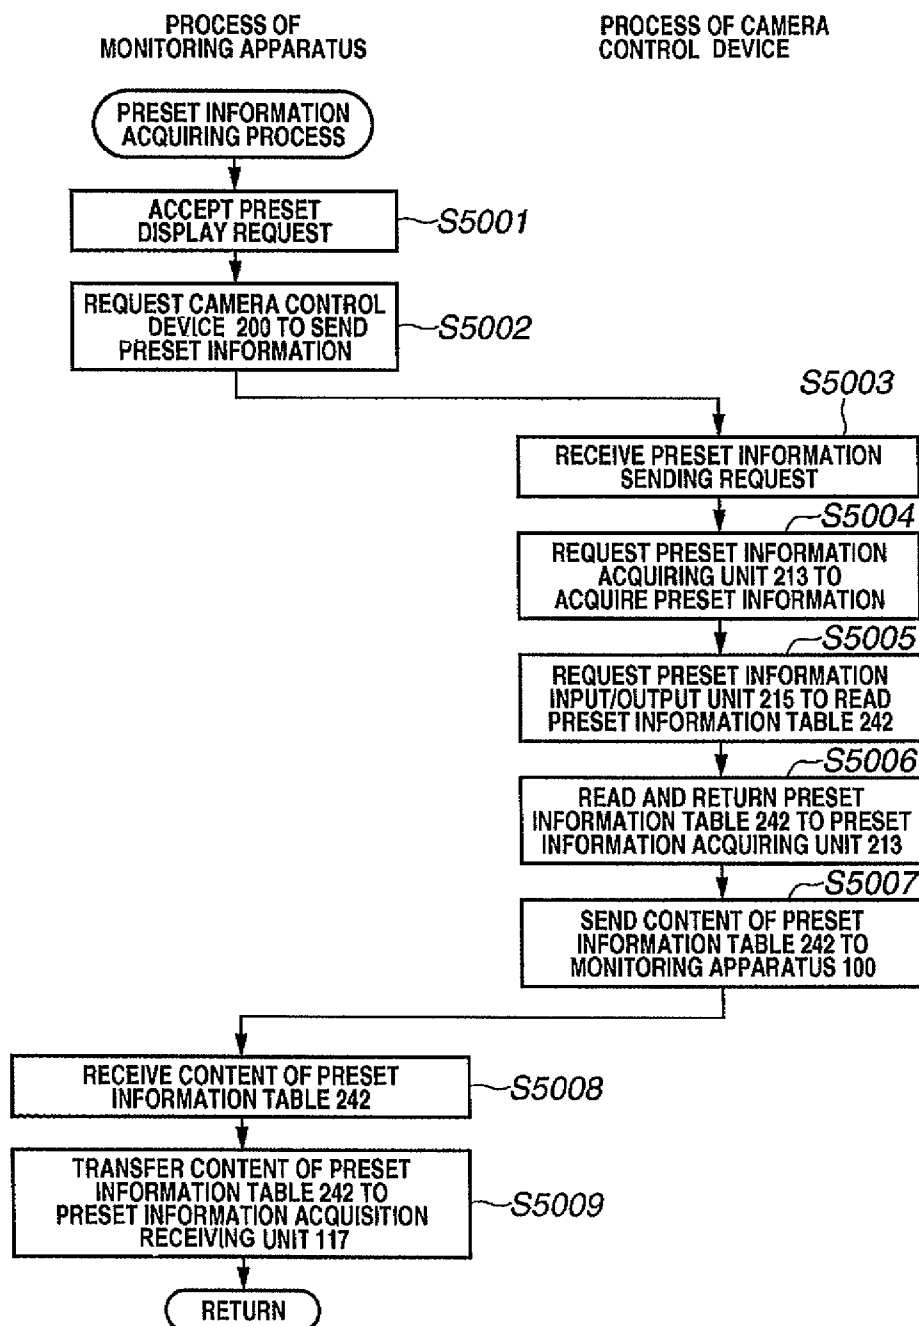 PROCESS OF
MONITORING APPARATUS
PROCESS OF CAMERA
CONTROL DEVICE
PRESET INFORMATION
ACQUIRING PROCESS
ACCEPT PRESET
DISPLAY REQUEST
S5001
REQUEST CAMERA CONTROL
DEVICE 200 TO SEND
PRESET INFORMATION
S5002
S5003
RECEIVE PRESET INFORMATION
SENDING REQUEST
S5004
REQUEST PRESET INFORMATION
ACQUIRING UNIT 213 TO
ACQUIRE PRESET INFORMATION
S5005
REQUEST PRESET INFORMATION
INPUT/OUTPUT UNIT 215 TO READ
PRESET INFORMATION TABLE 242
S5006
READ AND RETURN PRESET
INFORMATION TABLE 242 TO PRESET
INFORMATION ACQUIRING UNIT 213
S5007
SEND CONTENT OF PRESET
INFORMATION TABLE 242 TO
MONITORING APPARATUS 100
RECEIVE CONTENT OF PRESET
INFORMATION TABLE 242
S5008
TRANSFER CONTENT OF PRESET
INFORMATION TABLE 242 TO
PRESET INFORMATION ACQUISITION
RECEIVING UNIT 117
S5009
RETURN